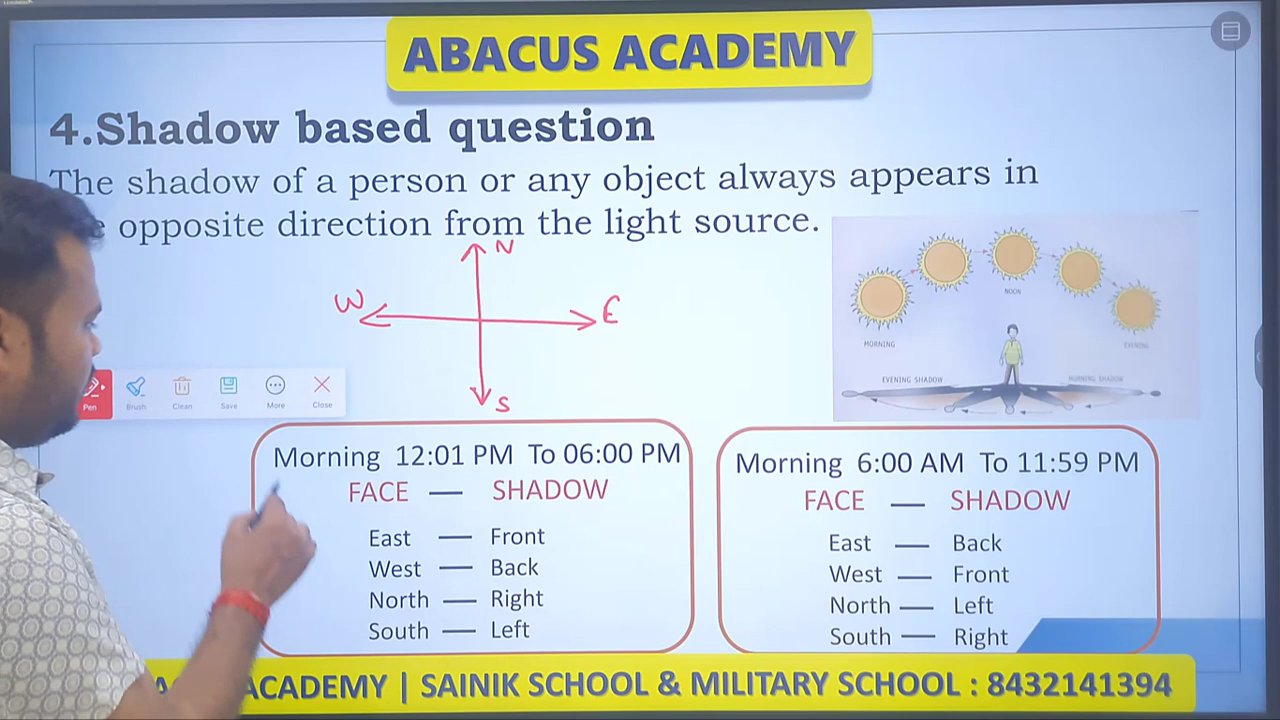 ABACUS ACADEMY
4.Shadow based question
The shadow of a person or any object always appears in
opposite direction from the light source.
N
W E
S
MORNING
NOON
EVENING
EVENING SHADOW
MORNING SHADOW
Pen Brush Clean Save More Close
Morning 12:01 PM To 06:00 PM
FACE — SHADOW
East — Front
West — Back
North — Right
South — Left
Morning 6:00 AM To 11:59 PM
FACE — SHADOW
East — Back
West — Front
North — Left
South — Right
ACADEMY | SAINIK SCHOOL & MILITARY SCHOOL : 8432141394